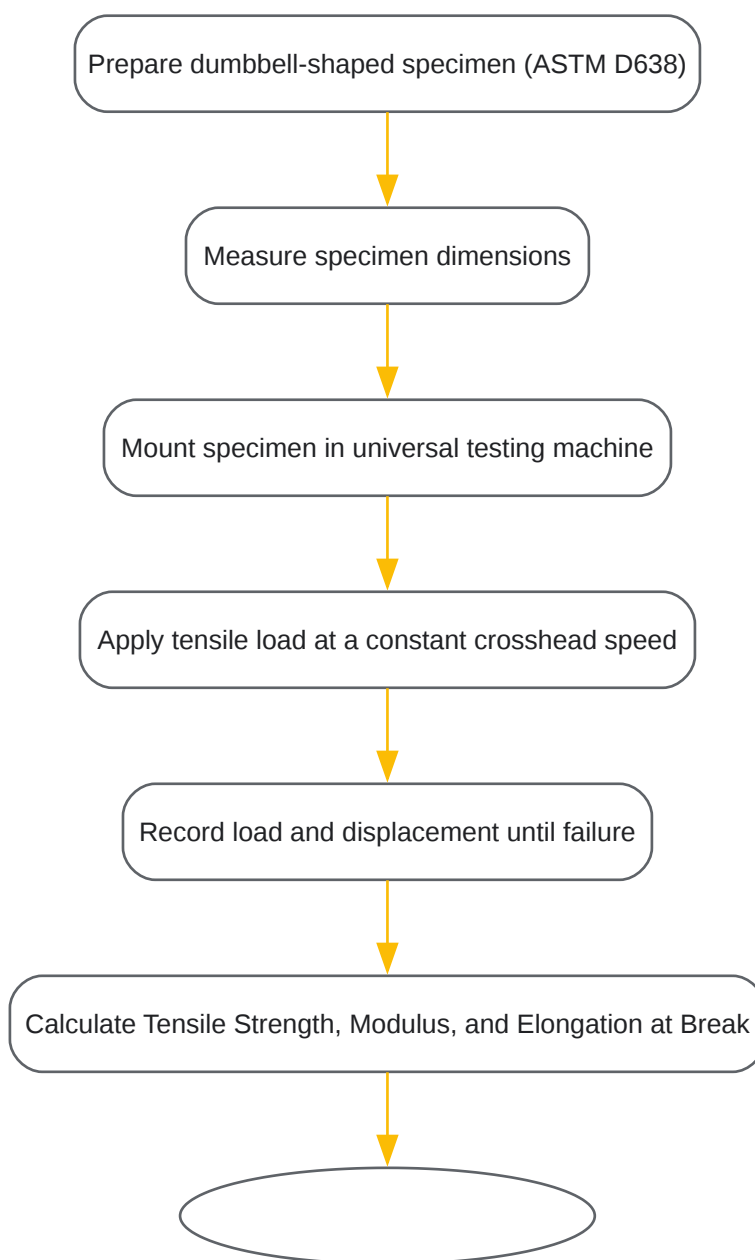 Prepare dumbbell-shaped specimen (ASTM D638)
Measure specimen dimensions
Mount specimen in universal testing machine
Apply tensile load at a constant crosshead speed
Record load and displacement until failure
Calculate Tensile Strength, Modulus, and Elongation at Break